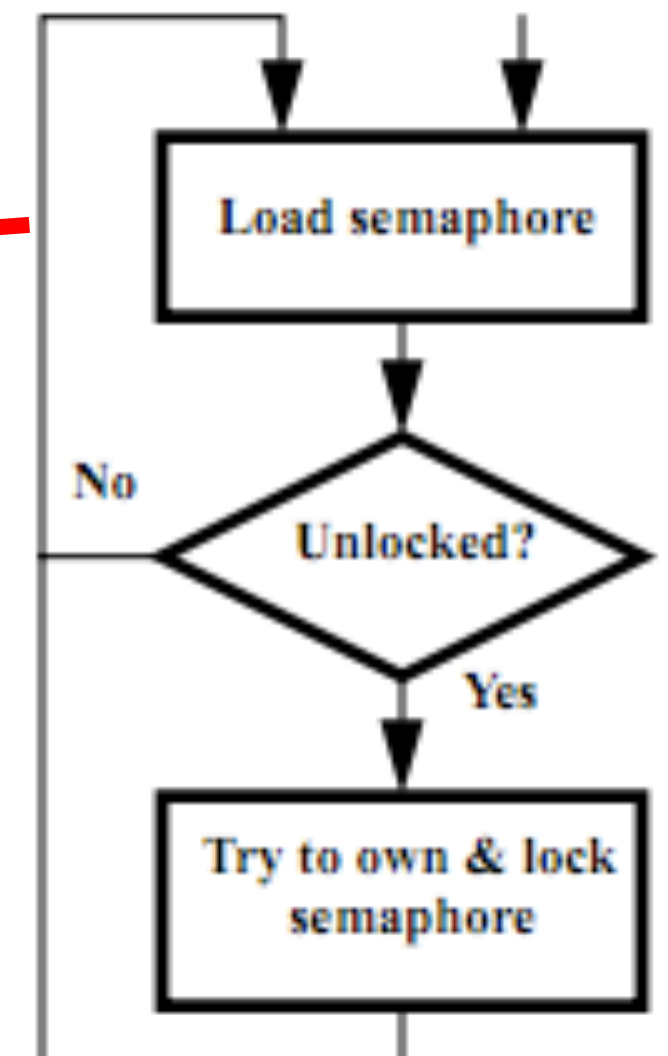 Load semaphore
No
Unlocked?
Yes
Try to own & lock
semaphore